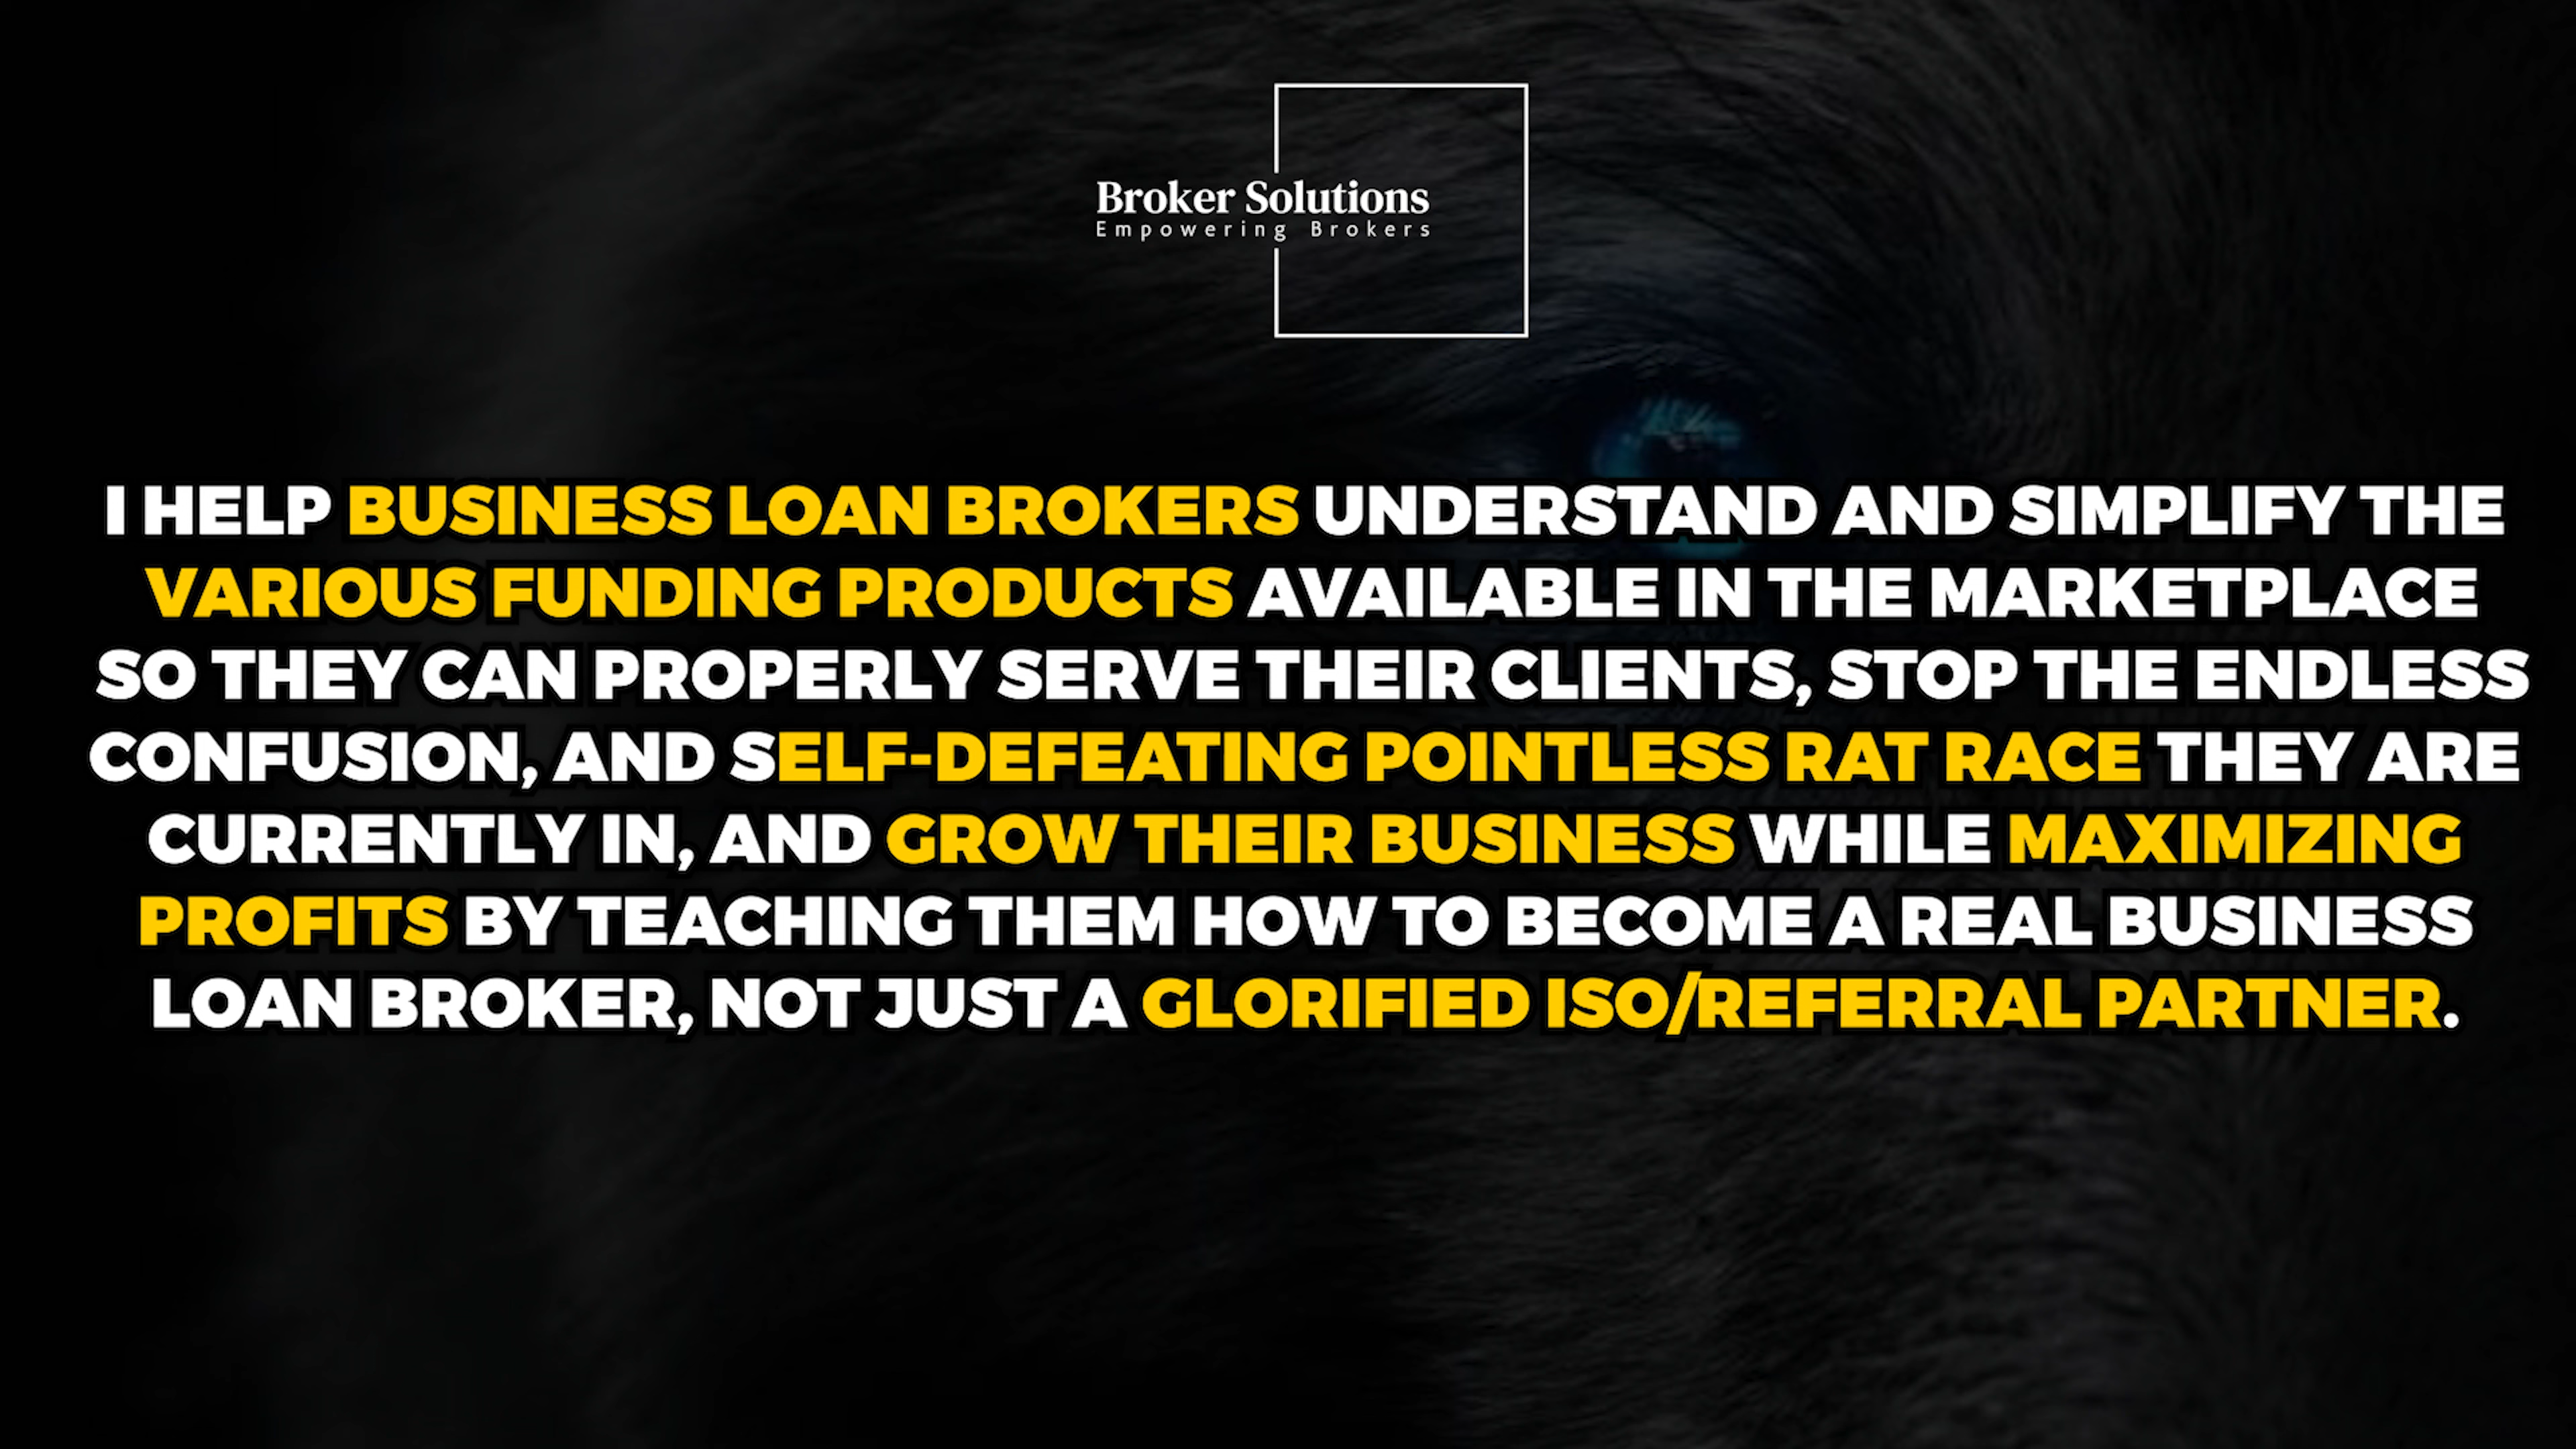 Broker Solutions
Empowering Brokers
I HELP BUSINESS LOAN BROKERS UNDERSTAND AND SIMPLIFY THE
VARIOUS FUNDING PRODUCTS AVAILABLE IN THE MARKETPLACE
SO THEY CAN PROPERLY SERVE THEIR CLIENTS, STOP THE ENDLESS
CONFUSION, AND SELF-DEFEATING POINTLESS RAT RACE THEY ARE
CURRENTLY IN, AND GROW THEIR BUSINESS WHILE MAXIMIZING
PROFITS BY TEACHING THEM HOW TO BECOME A REAL BUSINESS
LOAN BROKER, NOT JUST A GLORIFIED ISO/REFERRAL PARTNER.